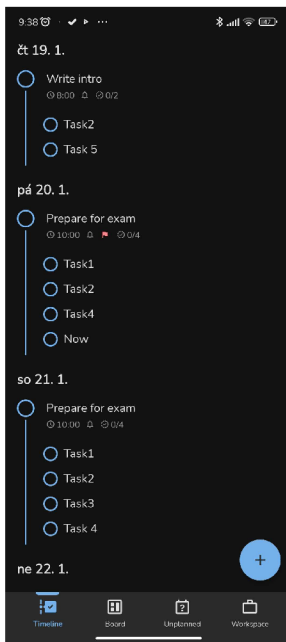 9:38
čt 19. 1.
Write intro
8:00 0/2
Task2
Task 5
pá 20. 1.
Prepare for exam
10:00 0/4
Task1
Task2
Task4
Now
so 21. 1.
Prepare for exam
10:00 0/4
Task1
Task2
Task3
Task 4
ne 22. 1.
Timeline Board Unplanned Workspace